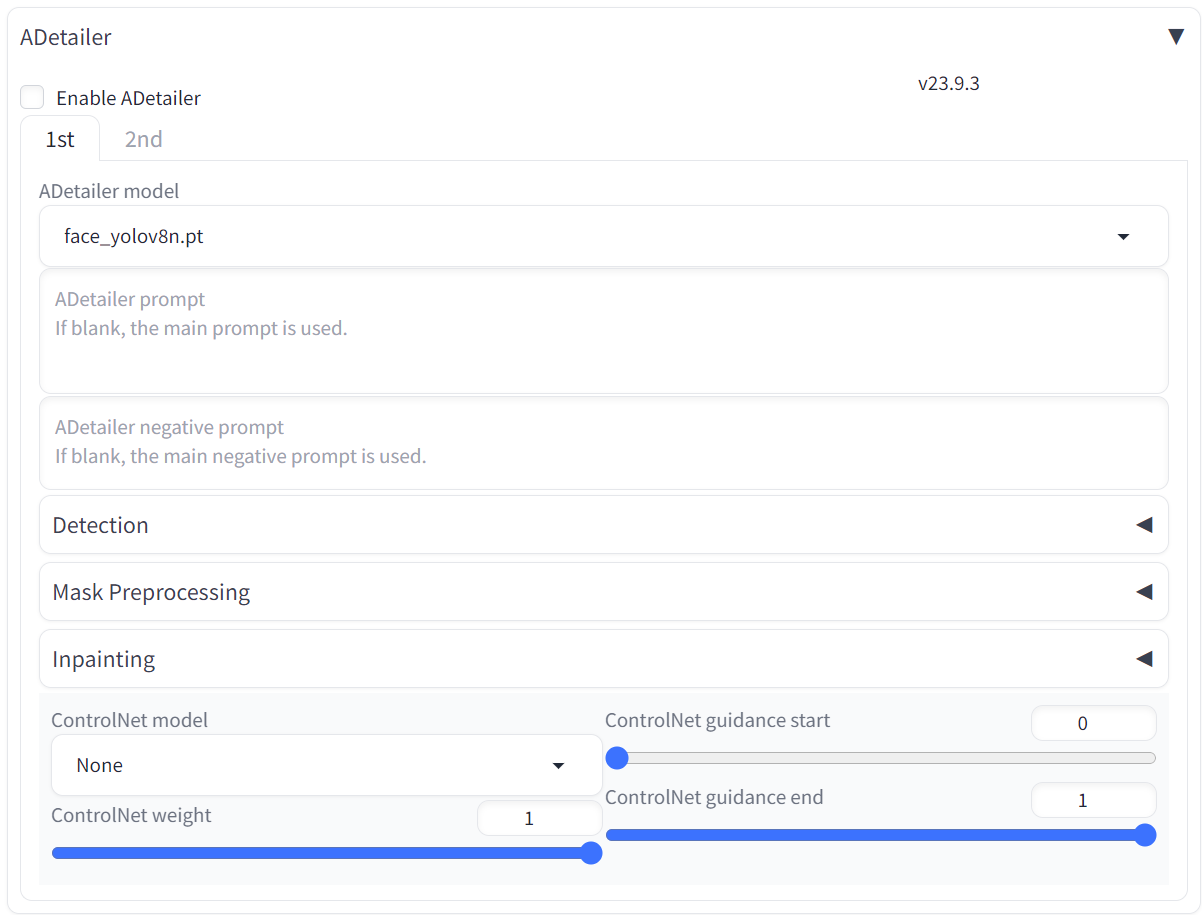 ADetailer
Enable ADetailer
v23.9.3
1st 2nd
ADetailer model
face_yolov8n.pt
ADetailer prompt
If blank, the main prompt is used.
ADetailer negative prompt
If blank, the main negative prompt is used.
Detection
Mask Preprocessing
Inpainting
ControlNet model
None
ControlNet weight 1
ControlNet guidance start 0
ControlNet guidance end 1